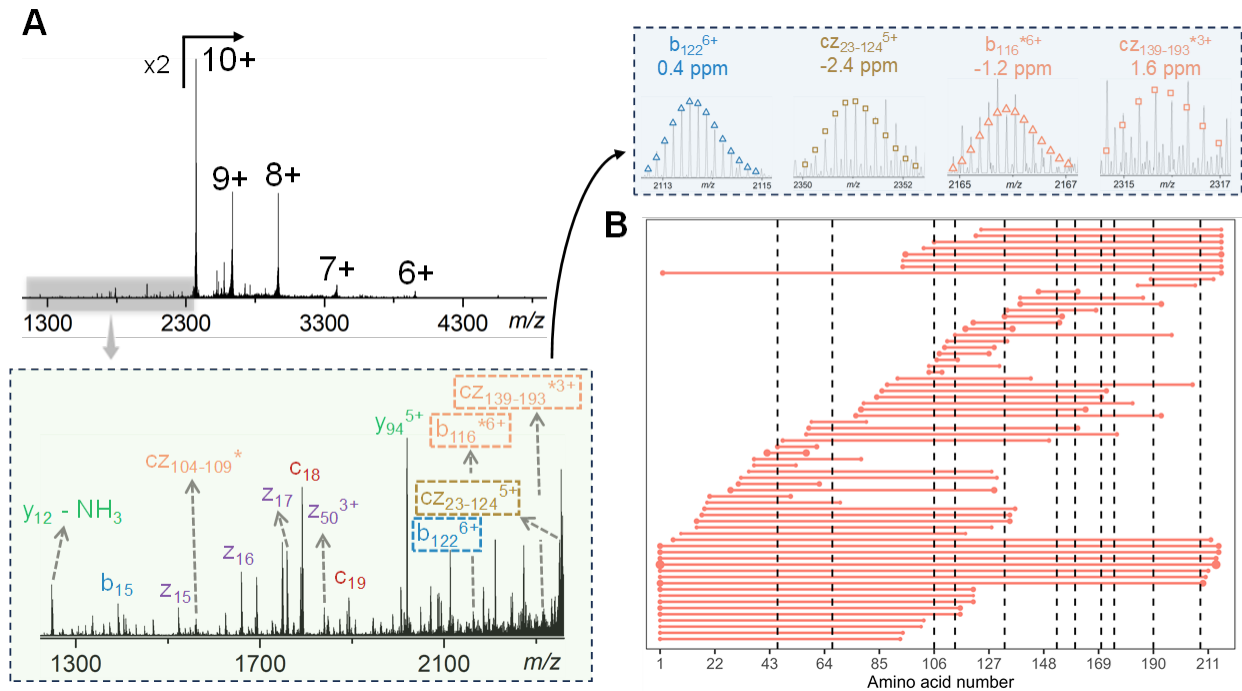 A
x2
10+
9+
8+
7+
6+
1300 2300 3300 4300 m/z
cz139-193*3+
y94 5+
b116*6+
cz104-109*
c18
z17
z50 3+
cz23-124 5+
y12 - NH3
b122 6+
z16
b15
z15
c19
1300 1700 2100 m/z
b122 6+
0.4 ppm
2113 m/z 2115
cz23-124 5+
-2.4 ppm
2350 m/z 2352
b116*6+
-1.2 ppm
2165 m/z 2167
cz139-193*3+
1.6 ppm
2315 m/z 2317
B
1 22 43 64 85 106 127 148 169 190 211
Amino acid number